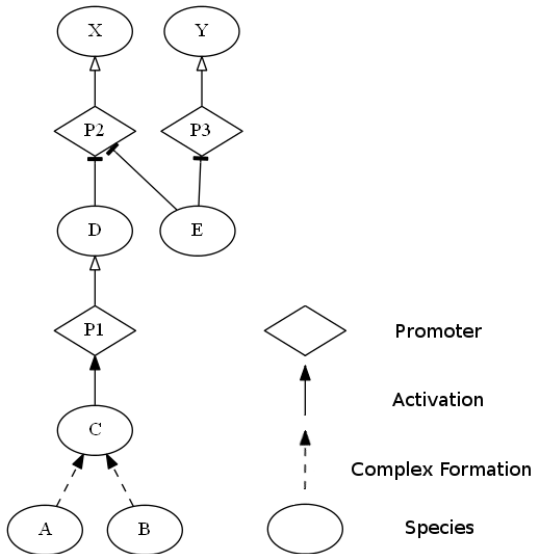 X Y
P2 P3
D E
P1
Promoter
Activation
C
Complex Formation
A B
Species